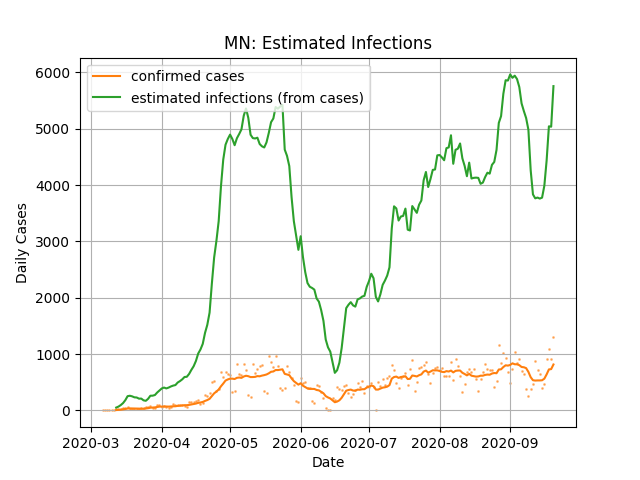 MN: Estimated Infections
confirmed cases
estimated infections (from cases)
Daily Cases
6000
5000
4000
3000
2000
1000
0
2020-03 2020-04 2020-05 2020-06 2020-07 2020-08 2020-09
Date